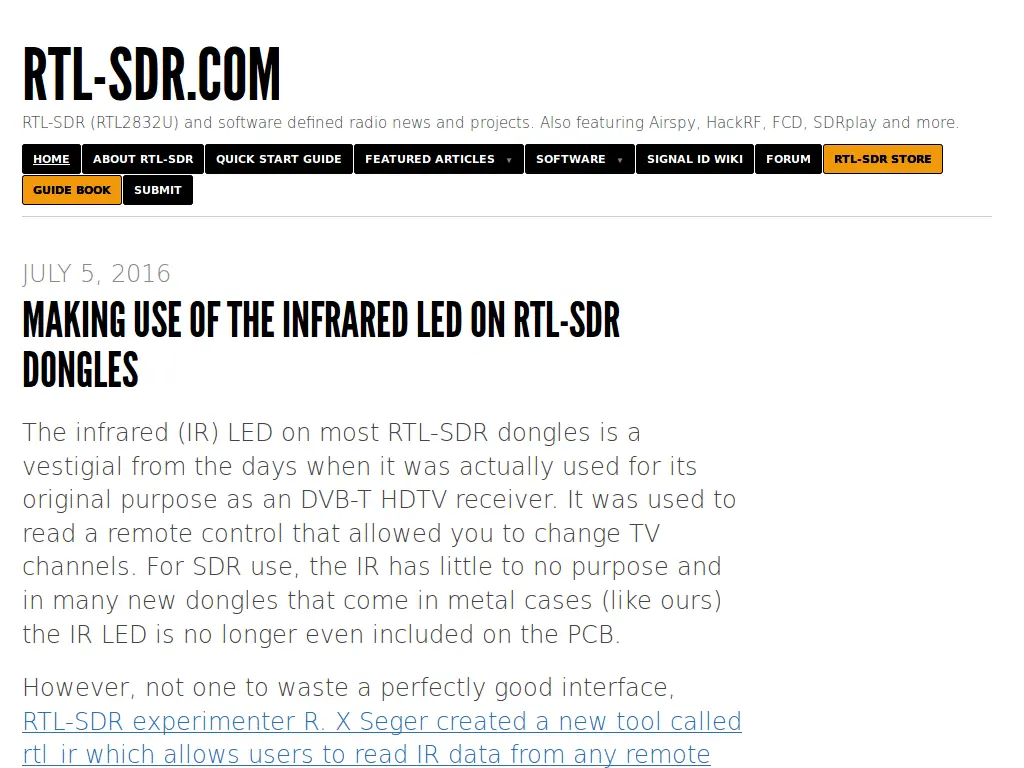 RTL-SDR.COM
RTL-SDR (RTL2832U) and software defined radio news and projects. Also featuring Airspy, HackRF, FCD, SDRplay and more.
HOME ABOUT RTL-SDR QUICK START GUIDE FEATURED ARTICLES SOFTWARE SIGNAL ID WIKI FORUM RTL-SDR STORE
GUIDE BOOK SUBMIT
JULY 5, 2016
MAKING USE OF THE INFRARED LED ON RTL-SDR
DONGLES
The infrared (IR) LED on most RTL-SDR dongles is a
vestigial from the days when it was actually used for its
original purpose as an DVB-T HDTV receiver. It was used to
read a remote control that allowed you to change TV
channels. For SDR use, the IR has little to no purpose and
in many new dongles that come in metal cases (like ours)
the IR LED is no longer even included on the PCB.
However, not one to waste a perfectly good interface,
RTL-SDR experimenter R. X Seger created a new tool called
rtl_ir which allows users to read IR data from any remote